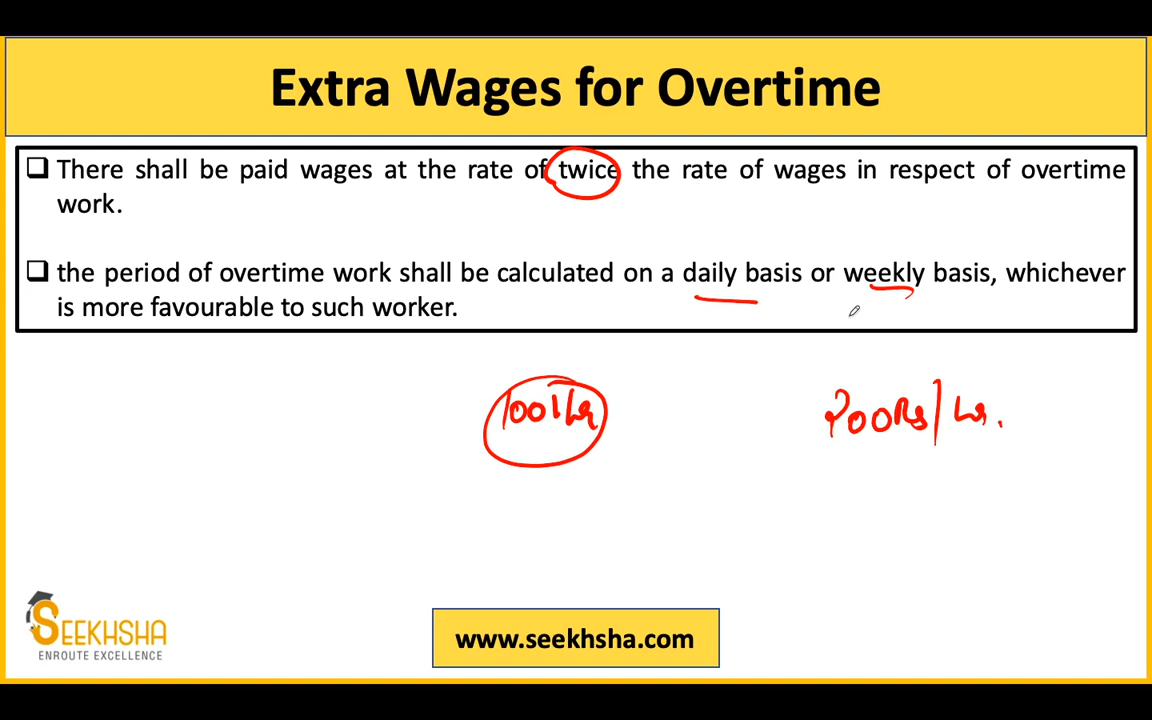 Extra Wages for Overtime
❑ There shall be paid wages at the rate of twice the rate of wages in respect of overtime
work.
❑ the period of overtime work shall be calculated on a daily basis or weekly basis, whichever
is more favourable to such worker.
100/hr
200Rs/hr.
SEEKHSHA
ENROUTE EXCELLENCE
www.seekhsha.com